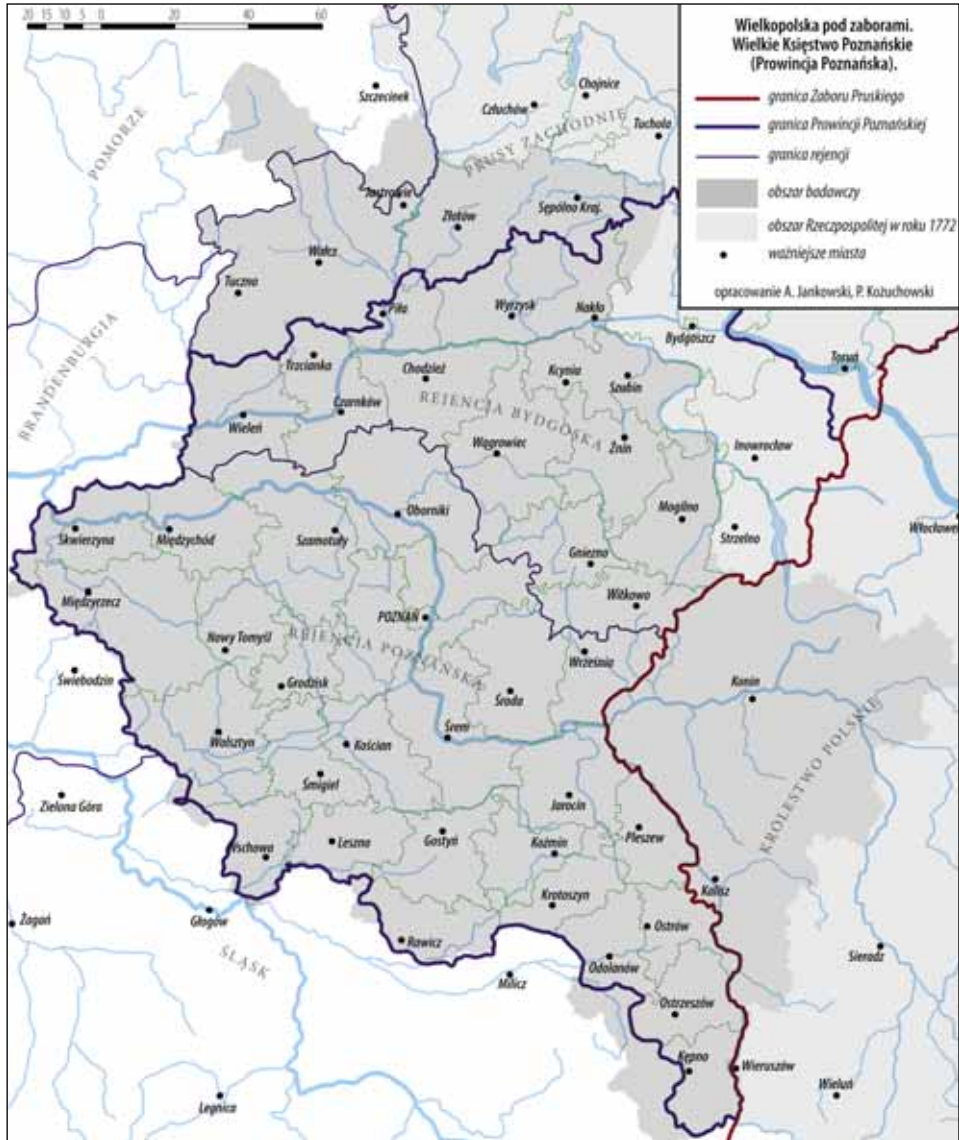 20 15 10 5 0 20 40 60
Wielkopolska pod zaborami.
Wielkie Księstwo Poznańskie
(Prowincja Poznańska).
granica Zaboru Pruskiego
granica Prowincji Poznańskiej
granica rejencji
obszar badawczy
obszar Rzeczpospolitej w roku 1772
ważniejsze miasta
opracowanie A. Jankowski, P. Kożuchowski
POMORZE
Szczecinek
Człuchów
Chojnice
Tuchola
PRUSY ZACHODNIE
Jastrowie
Złotów
Sępólno Kraj.
Wałcz
Tuczno
Piła
Wyrzysk
Nakło
Bydgoszcz
Toruń
BRANDENBURGIA
Trzcianka
Chodzież
Kcynia
Szubin
Czarnków
REJENCJA BYDGOSKA
Wieleń
Wągrowiec
Żnin
Inowrocław
Mogilno
Oborniki
Skwierzyna
Międzychód
Szamotuły
Strzelno
Włocławek
Gniezno
Międzyrzecz
Witkowo
POZNAŃ
Nowy Tomyśl
REJENCJA POZNAŃSKA
Września
Świebodzin
Grodzisk
Środa
Konin
Wolsztyn
Kościan
Śrem
KRÓLESTWO POLSKIE
Śmigiel
Zielona Góra
Jarocin
Wschowa
Leszno
Gostyń
Koźmin
Pleszew
Kalisz
Krotoszyn
Żagań
Głogów
Rawicz
Ostrów
ŚLĄSK
Odolanów
Sieradz
Milicz
Ostrzeszów
Kępno
Wieruszów
Wieluń
Legnica